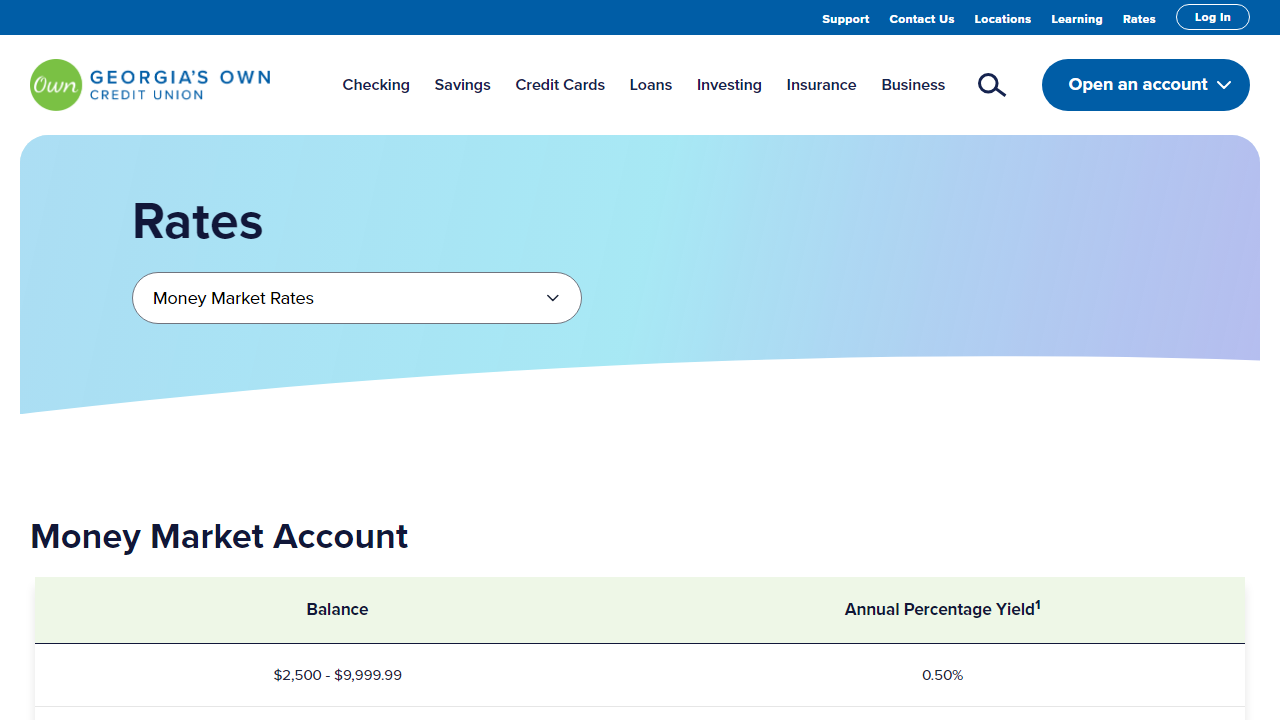 Support Contact Us Locations Learning Rates Log In
Own GEORGIA'S OWN
CREDIT UNION
Checking Savings Credit Cards Loans Investing Insurance Business Open an account
Rates
Money Market Rates
Money Market Account
Balance Annual Percentage Yield¹
$2,500 - $9,999.99 0.50%